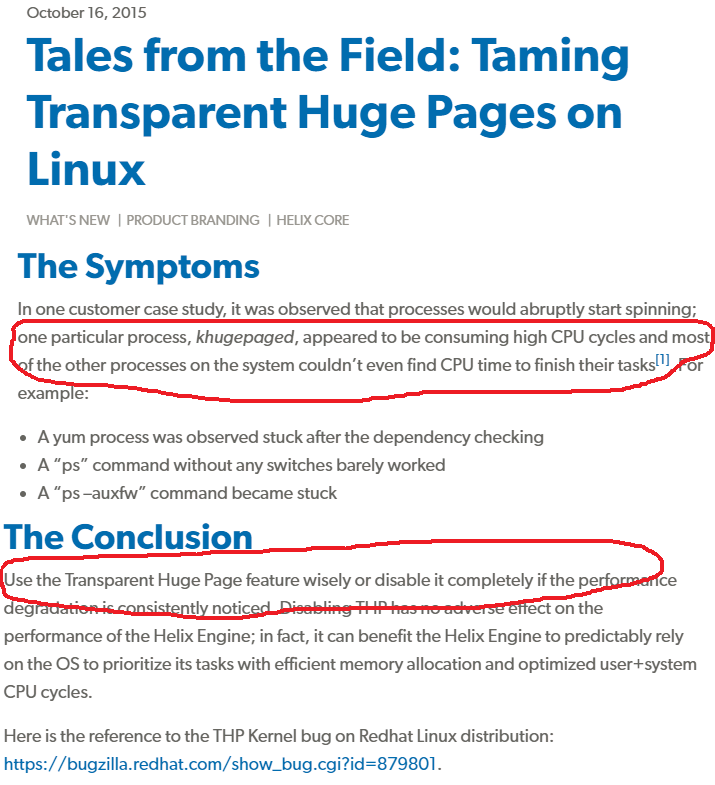 October 16, 2015
Tales from the Field: Taming
Transparent Huge Pages on
Linux
WHAT'S NEW | PRODUCT BRANDING | HELIX CORE
The Symptoms
In one customer case study, it was observed that processes would abruptly start spinning;
one particular process, khugepaged, appeared to be consuming high CPU cycles and most
of the other processes on the system couldn't even find CPU time to finish their tasks[1]. For
example:
• A yum process was observed stuck after the dependency checking
• A “ps” command without any switches barely worked
• A “ps –auxfw” command became stuck
The Conclusion
Use the Transparent Huge Page feature wisely or disable it completely if the performance
degradation is consistently noticed. Disabling THP has no adverse effect on the
performance of the Helix Engine; in fact, it can benefit the Helix Engine to predictably rely
on the OS to prioritize its tasks with efficient memory allocation and optimized user+system
CPU cycles.
Here is the reference to the THP Kernel bug on Redhat Linux distribution:
https://bugzilla.redhat.com/show_bug.cgi?id=879801.